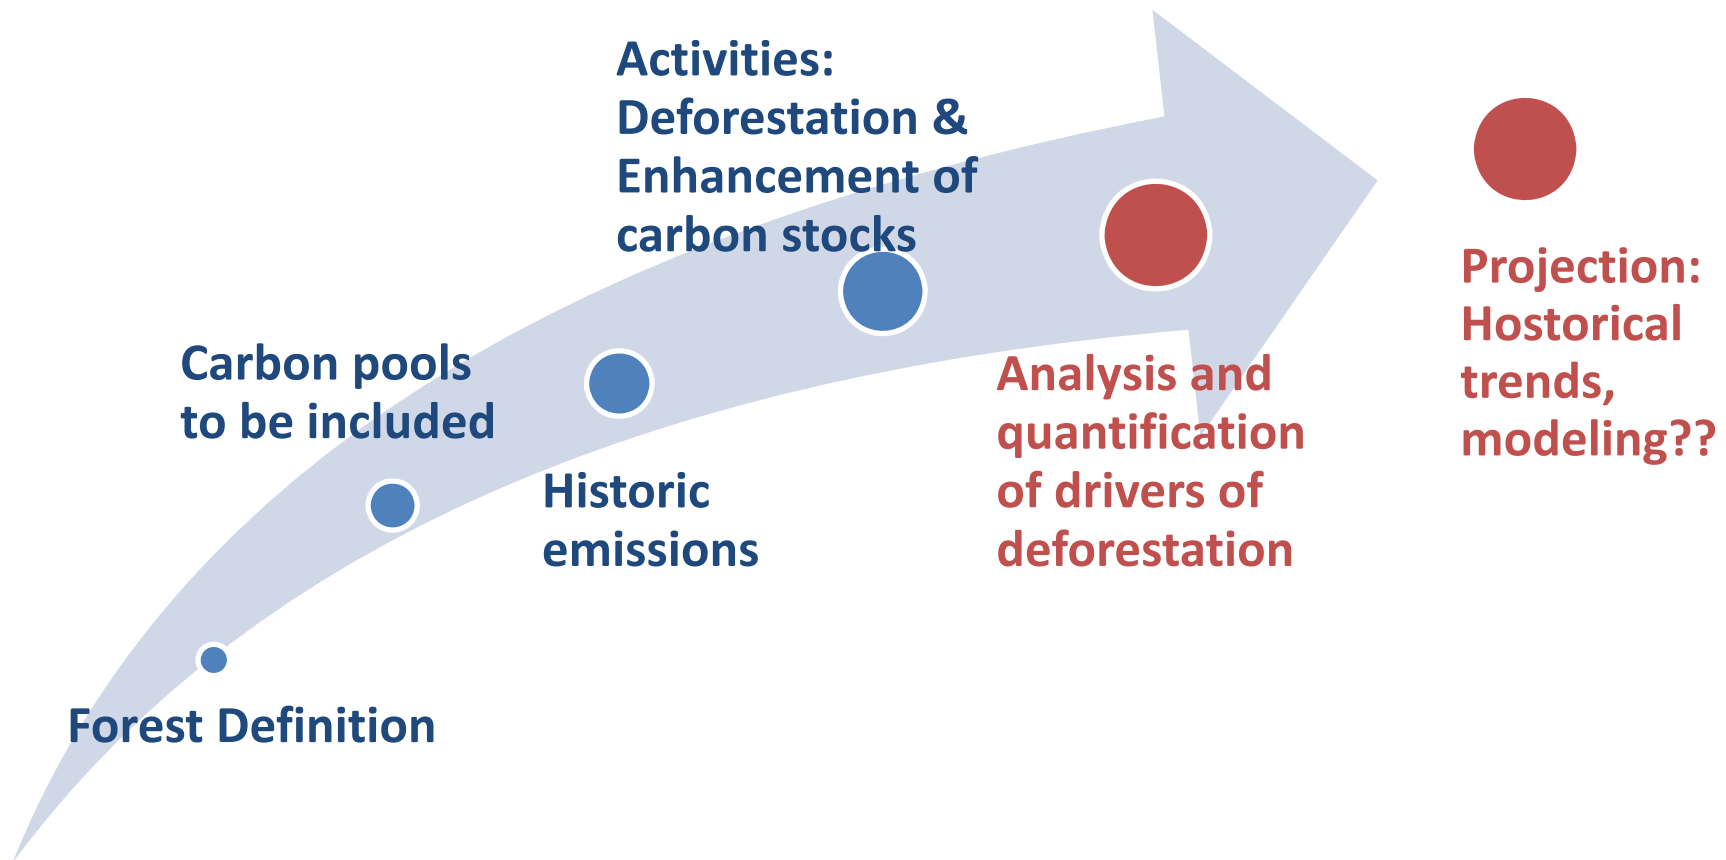 Activities:
Deforestation &
Enhancement of
carbon stocks
Carbon pools
to be included
Forest Definition
Historic
emissions
Analysis and
quantification
of drivers of
deforestation
Projection:
Hostorical
trends,
modeling??